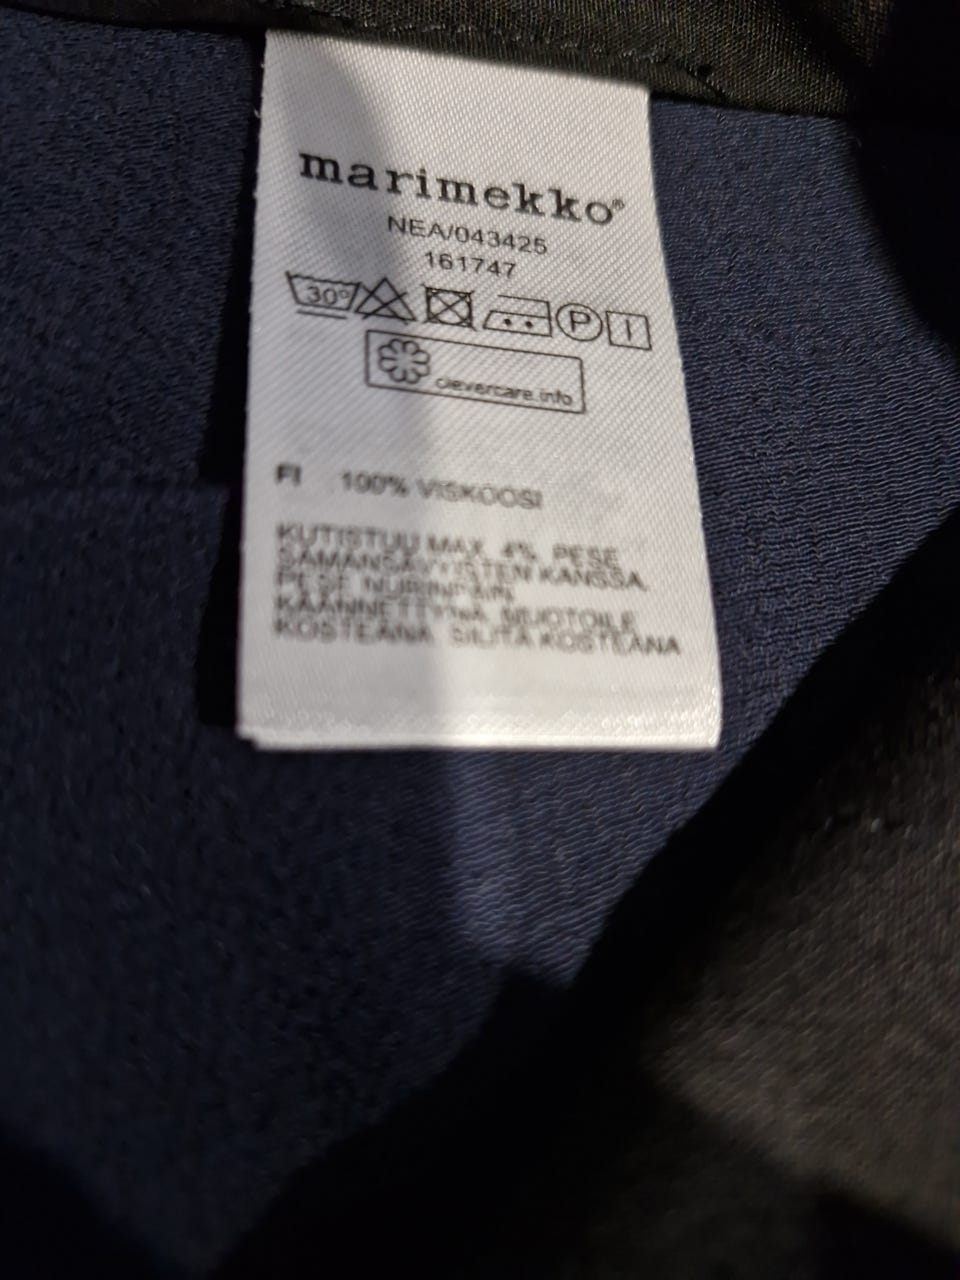 marimekko®
NEA/043425
161747
30°
P
clevercare.info
FI 100% VISKOOSI
KUTISTUU MAX. 4%. PESE
SAMANSÄVYISTEN KANSSA.
PESE NURINPÄIN
KÄÄNNETTYNÄ. MUOTOILE
KOSTEANA. SILITÄ KOSTEANA